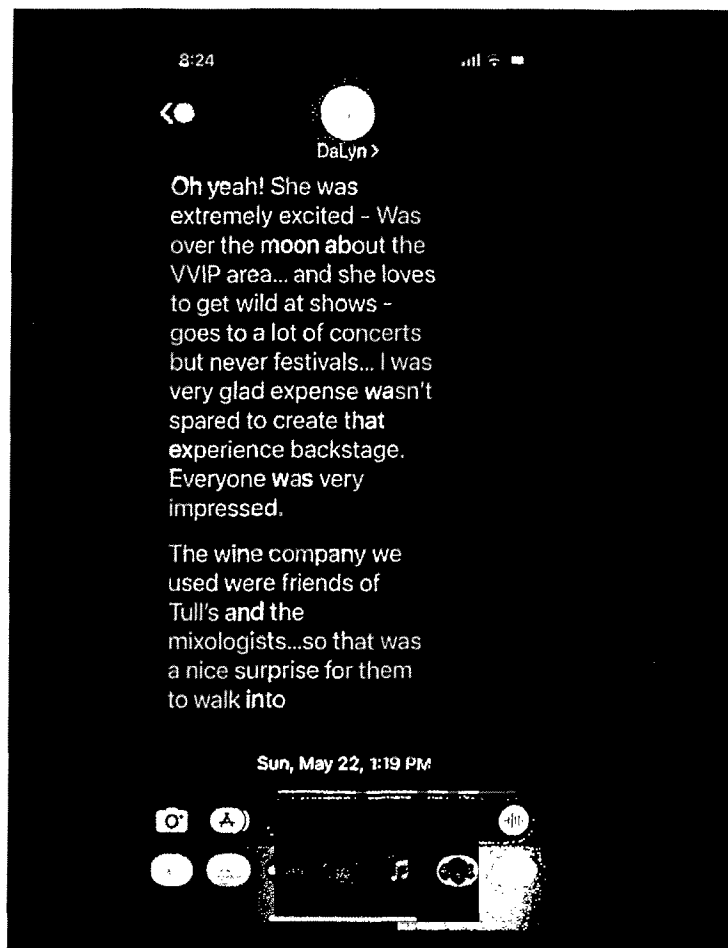 8:24
DaLyn >
Oh yeah! She was
extremely excited - Was
over the moon about the
VVIP area... and she loves
to get wild at shows -
goes to a lot of concerts
but never festivals... I was
very glad expense wasn't
spared to create that
experience backstage.
Everyone was very
impressed.
The wine company we
used were friends of
Tull's and the
mixologists...so that was
a nice surprise for them
to walk into
Sun, May 22, 1:19 PM